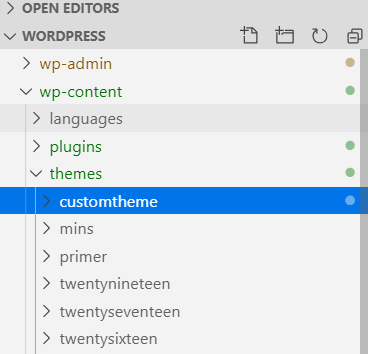 OPEN EDITORS
WORDPRESS
wp-admin
wp-content
languages
plugins
themes
customtheme
mins
primer
twentynineteen
twentyseventeen
twentysixteen